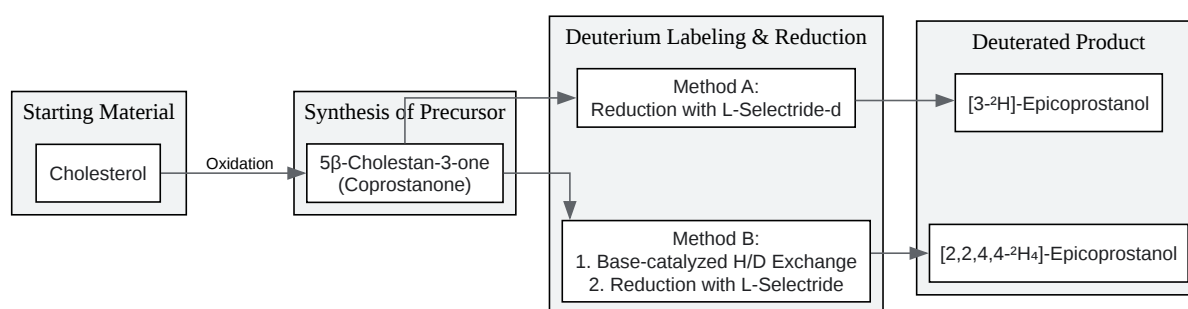 Starting Material
Cholesterol
Oxidation
Synthesis of Precursor
5β-Cholestan-3-one
(Coprostanone)
Deuterium Labeling & Reduction
Method A:
Reduction with L-Selectride-d
Method B:
1. Base-catalyzed H/D Exchange
2. Reduction with L-Selectride
Deuterated Product
[3-²H]-Epicoprostanol
[2,2,4,4-²H₄]-Epicoprostanol